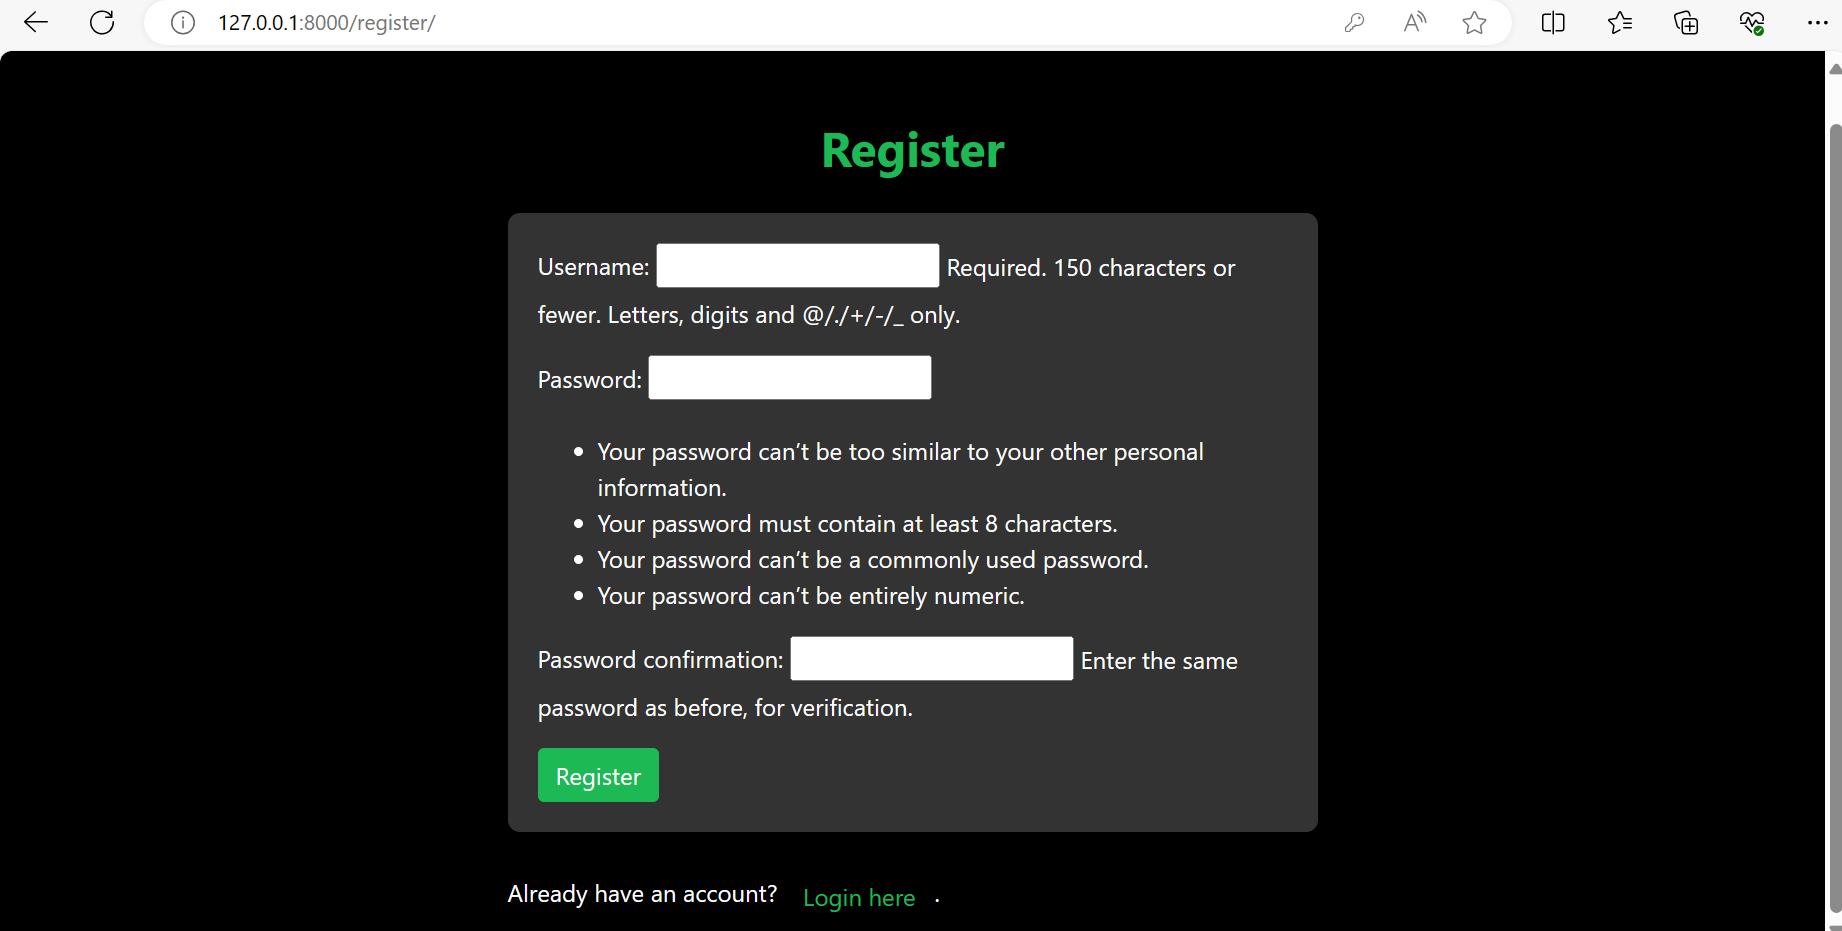 127.0.0.1:8000/register/
Register
Username: Required. 150 characters or
fewer. Letters, digits and @/./+/-/_ only.
Password:
Your password can’t be too similar to your other personal
information.
Your password must contain at least 8 characters.
Your password can’t be a commonly used password.
Your password can’t be entirely numeric.
Password confirmation: Enter the same
password as before, for verification.
Register
Already have an account? Login here .